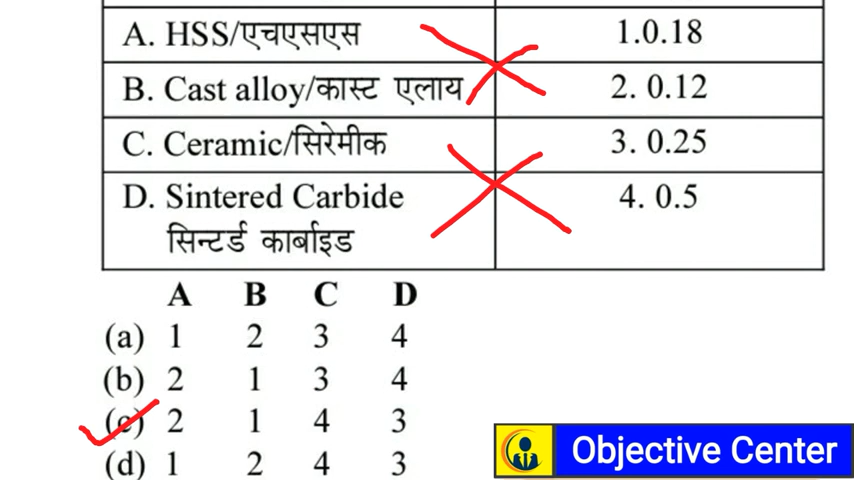 A. HSS/एचएसएस 1.0.18
B. Cast alloy/कास्ट एलाय 2. 0.12
C. Ceramic/सिरेमीक 3. 0.25
D. Sintered Carbide 4. 0.5
सिन्टर्ड कार्बाइड
A B C D
(a) 1 2 3 4
(b) 2 1 3 4
(c) 2 1 4 3
(d) 1 2 4 3
Objective Center